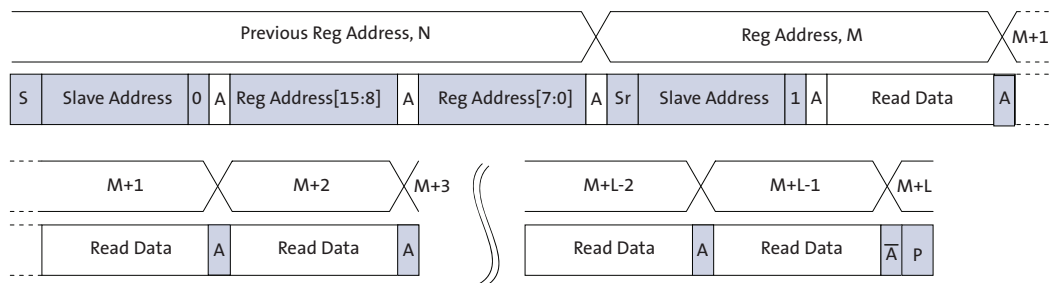 Previous Reg Address, N Reg Address, M M+1
S Slave Address 0 A Reg Address[15:8] A Reg Address[7:0] A Sr Slave Address 1 A Read Data A
M+1 M+2 M+3 M+L-2 M+L-1 M+L
Read Data A Read Data A Read Data A Read Data A̅ P